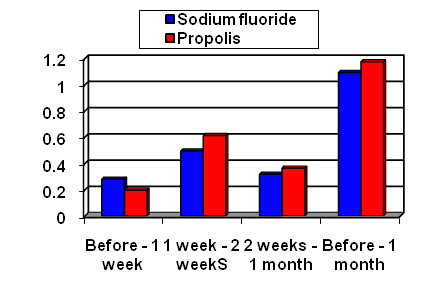 Sodium fluoride
Propolis
1.2
1
0.8
0.6
0.4
0.2
0
Before - 1 week
1 week - 2 weekS
2 weeks - 1 month
Before - 1 month